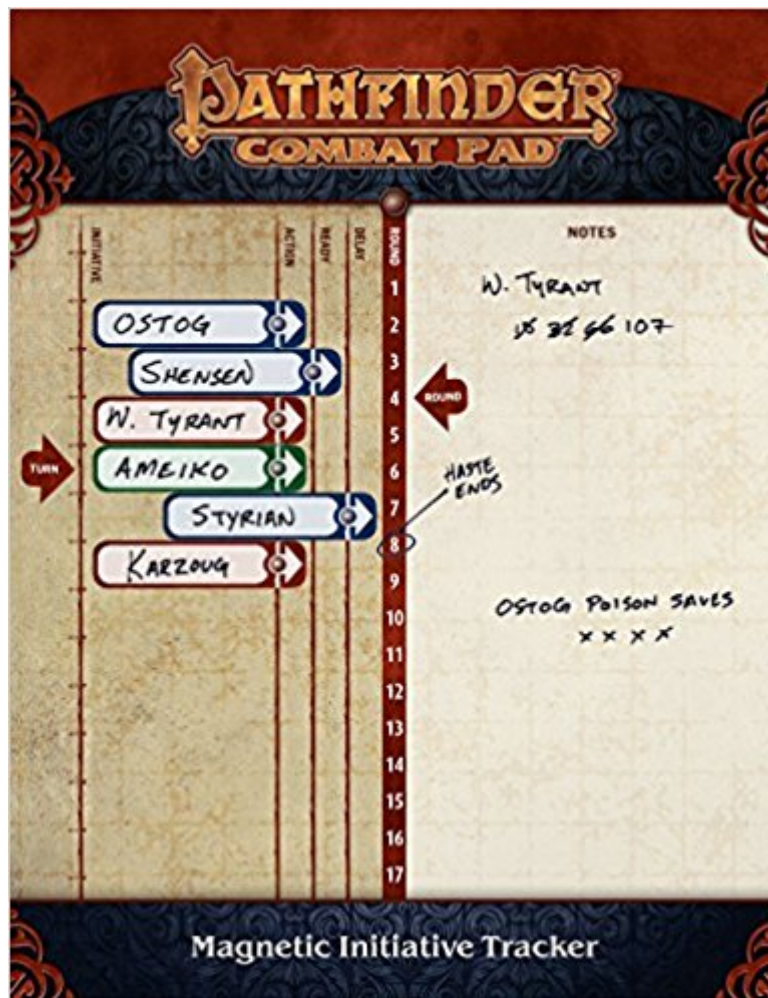 PATHFINDER
COMBAT PAD
INITIATIVE
ACTION
READY
DELAY
ROUND
NOTES
1
2
3
4
5
6
7
8
9
10
11
12
13
14
15
16
17
OSTOG
SHENSEN
W. TYRANT
AMEIKO
STYRIAN
KARZOUG
TURN
ROUND
W. TYRANT
107
HASTE
ENDS
OSTOG POISON SAVES
x x x x
Magnetic Initiative Tracker